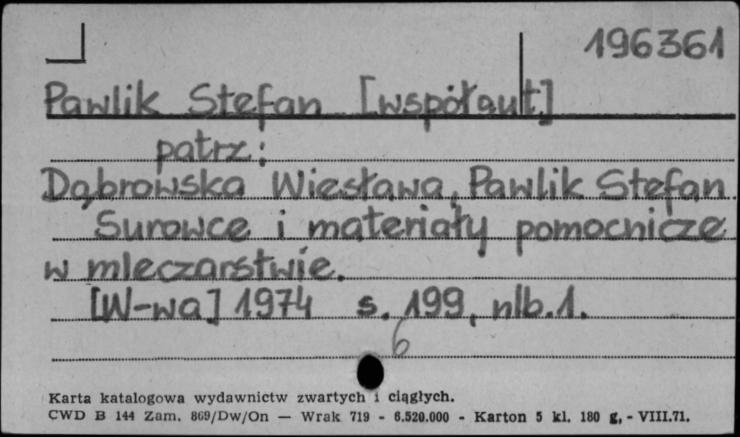 196361
Pawlik Stefan [współaut.]
patrz:
Dąbrowska Wiesława, Pawlik Stefan.
Surowce i materiały pomocnicze
w mleczarstwie.
[W-wa] 1974 s. 199, nlb. 1.
6
Karta katalogowa wydawnictw zwartych i ciągłych.
CWD B 144 Zam. 869/Dw/On — Wrak 719 - 6.520.000 - Karton 5 kl. 180 g, - VIII.71.